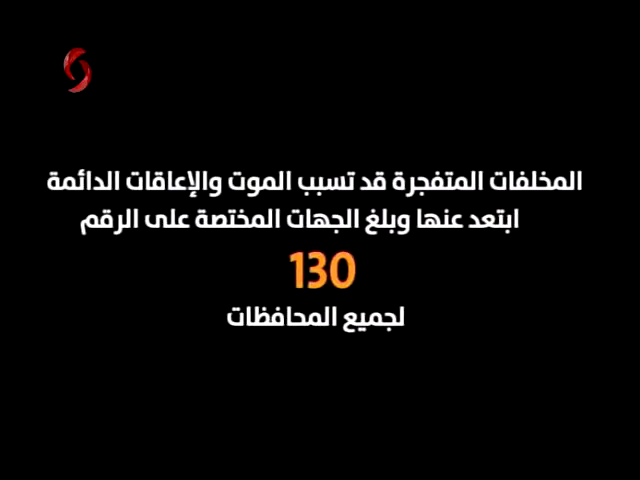 المخلفات المتفجرة قد تسبب الموت والإعاقات الدائمة
ابتعد عنها وبلغ الجهات المختصة على الرقم
130
لجميع المحافظات